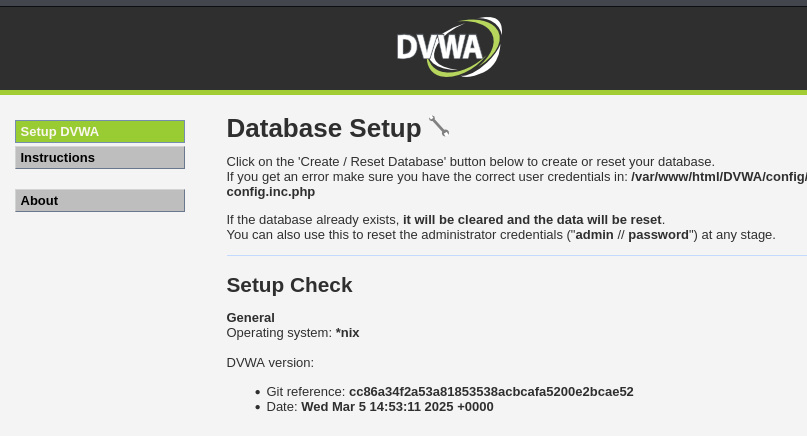 DVWA
Setup DVWA
Instructions
About
Database Setup
Click on the 'Create / Reset Database' button below to create or reset your database.
If you get an error make sure you have the correct user credentials in: /var/www/html/DVWA/config/
config.inc.php
If the database already exists, it will be cleared and the data will be reset.
You can also use this to reset the administrator credentials ("admin // password") at any stage.
Setup Check
General
Operating system: *nix
DVWA version:
• Git reference: cc86a34f2a53a81853538acbcafa5200e2bcae52
• Date: Wed Mar 5 14:53:11 2025 +0000